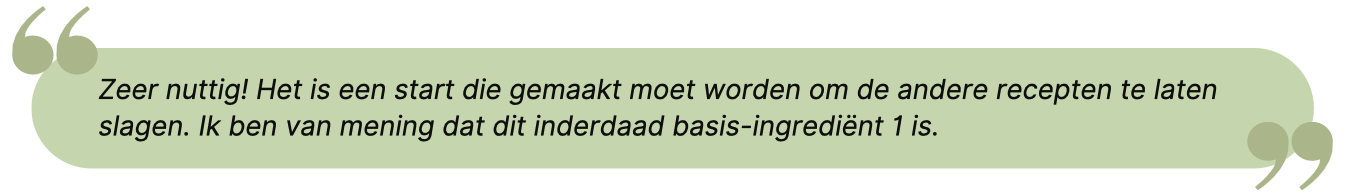 Zeer nuttig! Het is een start die gemaakt moet worden om de andere recepten te laten
slagen. Ik ben van mening dat dit inderdaad basis-ingrediënt 1 is.